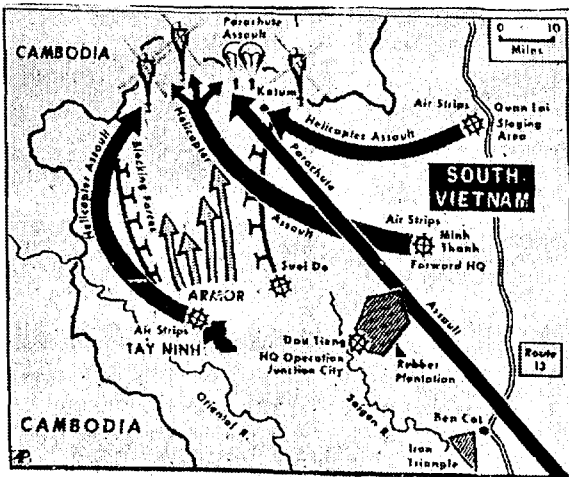 Parachute
Assault
0 10
Miles
CAMBODIA
Katum
Air Strips
Quan Loi
Staging
Area
Helicopter Assault
Helicopter Assault
Blocking Forces
Helicopter
Assault
Parachute
Assault
SOUTH
VIETNAM
Air Strips
Minh
Thanh
Forward HQ
Suoi Da
ARMOR
Air Strips
TAY NINH
Dau Tieng
HQ Operation
Junction City
Rubber
Plantation
Route
13
Oriental R.
Saigon R.
Ben Cat
Iron
Triangle
CAMBODIA
AP